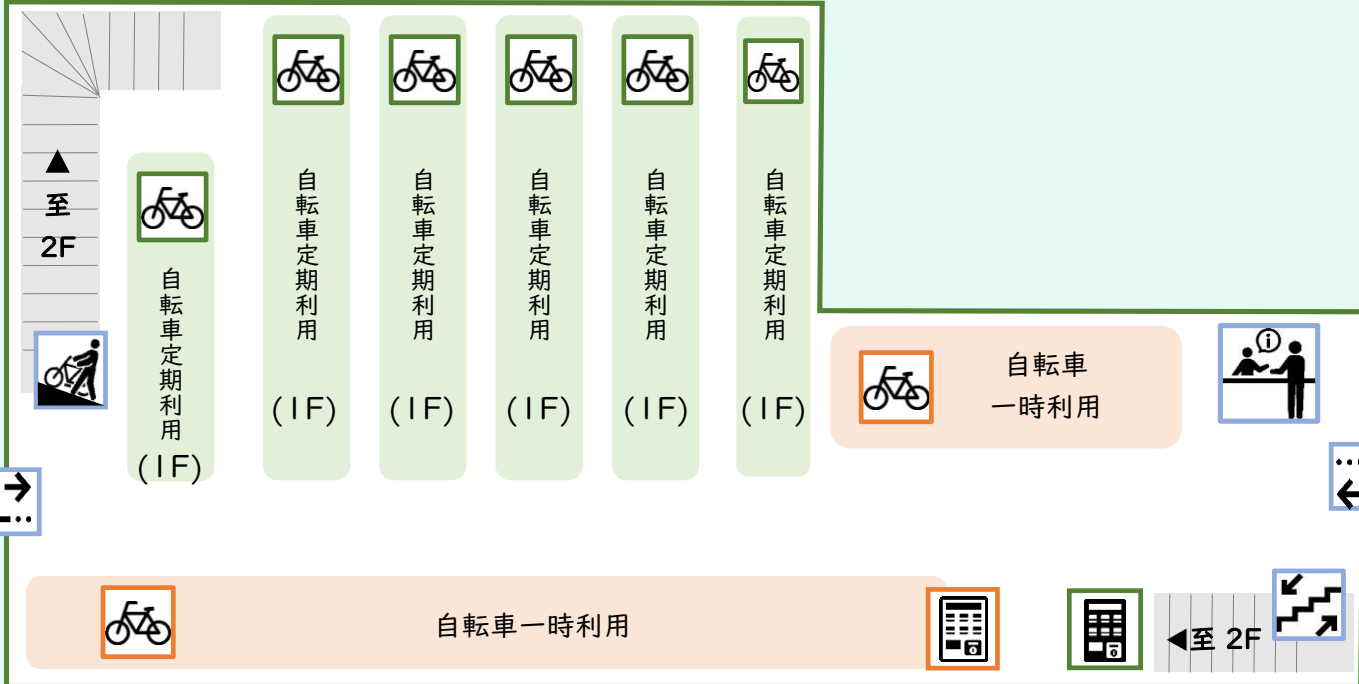 ▲
至
2F
自転車定期利用
(1F)
自転車定期利用
(1F)
自転車定期利用
(1F)
自転車定期利用
(1F)
自転車定期利用
(1F)
自転車定期利用
(1F)
自転車
一時利用
自転車一時利用
◀至 2F